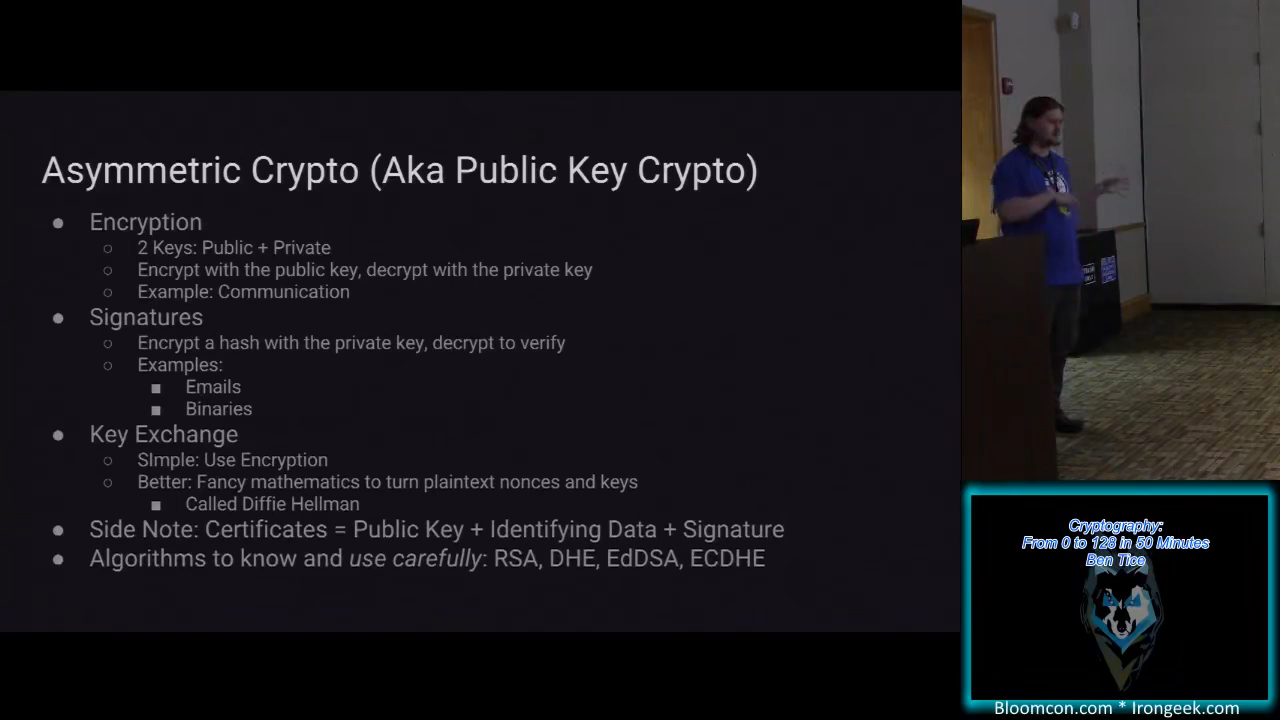 Asymmetric Crypto (Aka Public Key Crypto)
● Encryption
○ 2 Keys: Public + Private
○ Encrypt with the public key, decrypt with the private key
○ Example: Communication
● Signatures
○ Encrypt a hash with the private key, decrypt to verify
○ Examples:
■ Emails
■ Binaries
● Key Exchange
○ SImple: Use Encryption
○ Better: Fancy mathematics to turn plaintext nonces and keys
■ Called Diffie Hellman
● Side Note: Certificates = Public Key + Identifying Data + Signature
● Algorithms to know and use carefully: RSA, DHE, EdDSA, ECDHE
Cryptography:
From 0 to 128 in 50 Minutes
Ben Tice
Bloomcon.com * Irongeek.com